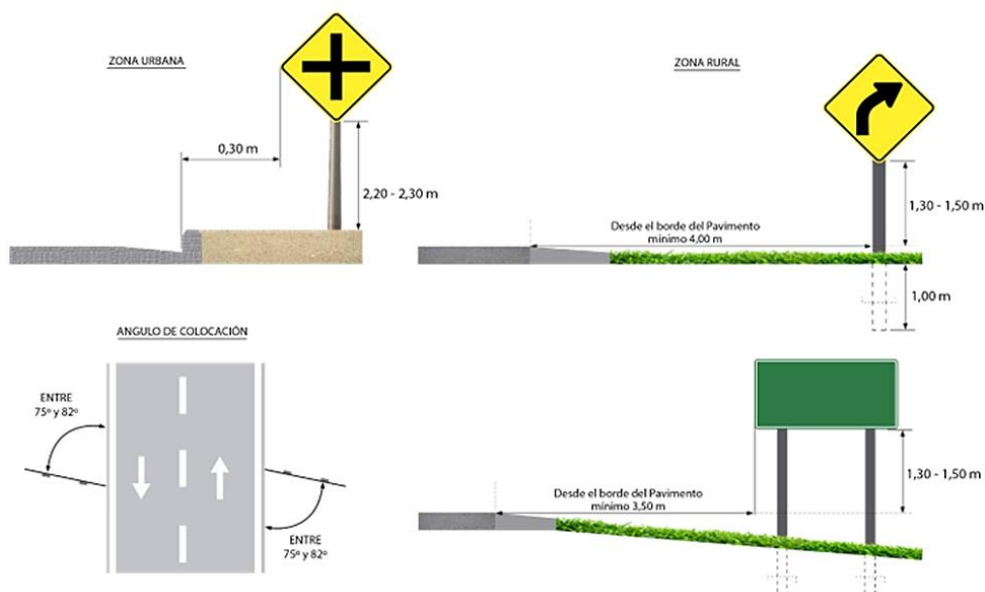 ZONA URBANA
0,30 m
2,20 - 2,30 m
ZONA RURAL
Desde el borde del Pavimento
mínimo 4,00 m
1,30 - 1,50 m
1,00 m
ANGULO DE COLOCACIÓN
ENTRE
75º y 82º
ENTRE
75º y 82º
Desde el borde del Pavimento
mínimo 3,50 m
1,30 - 1,50 m